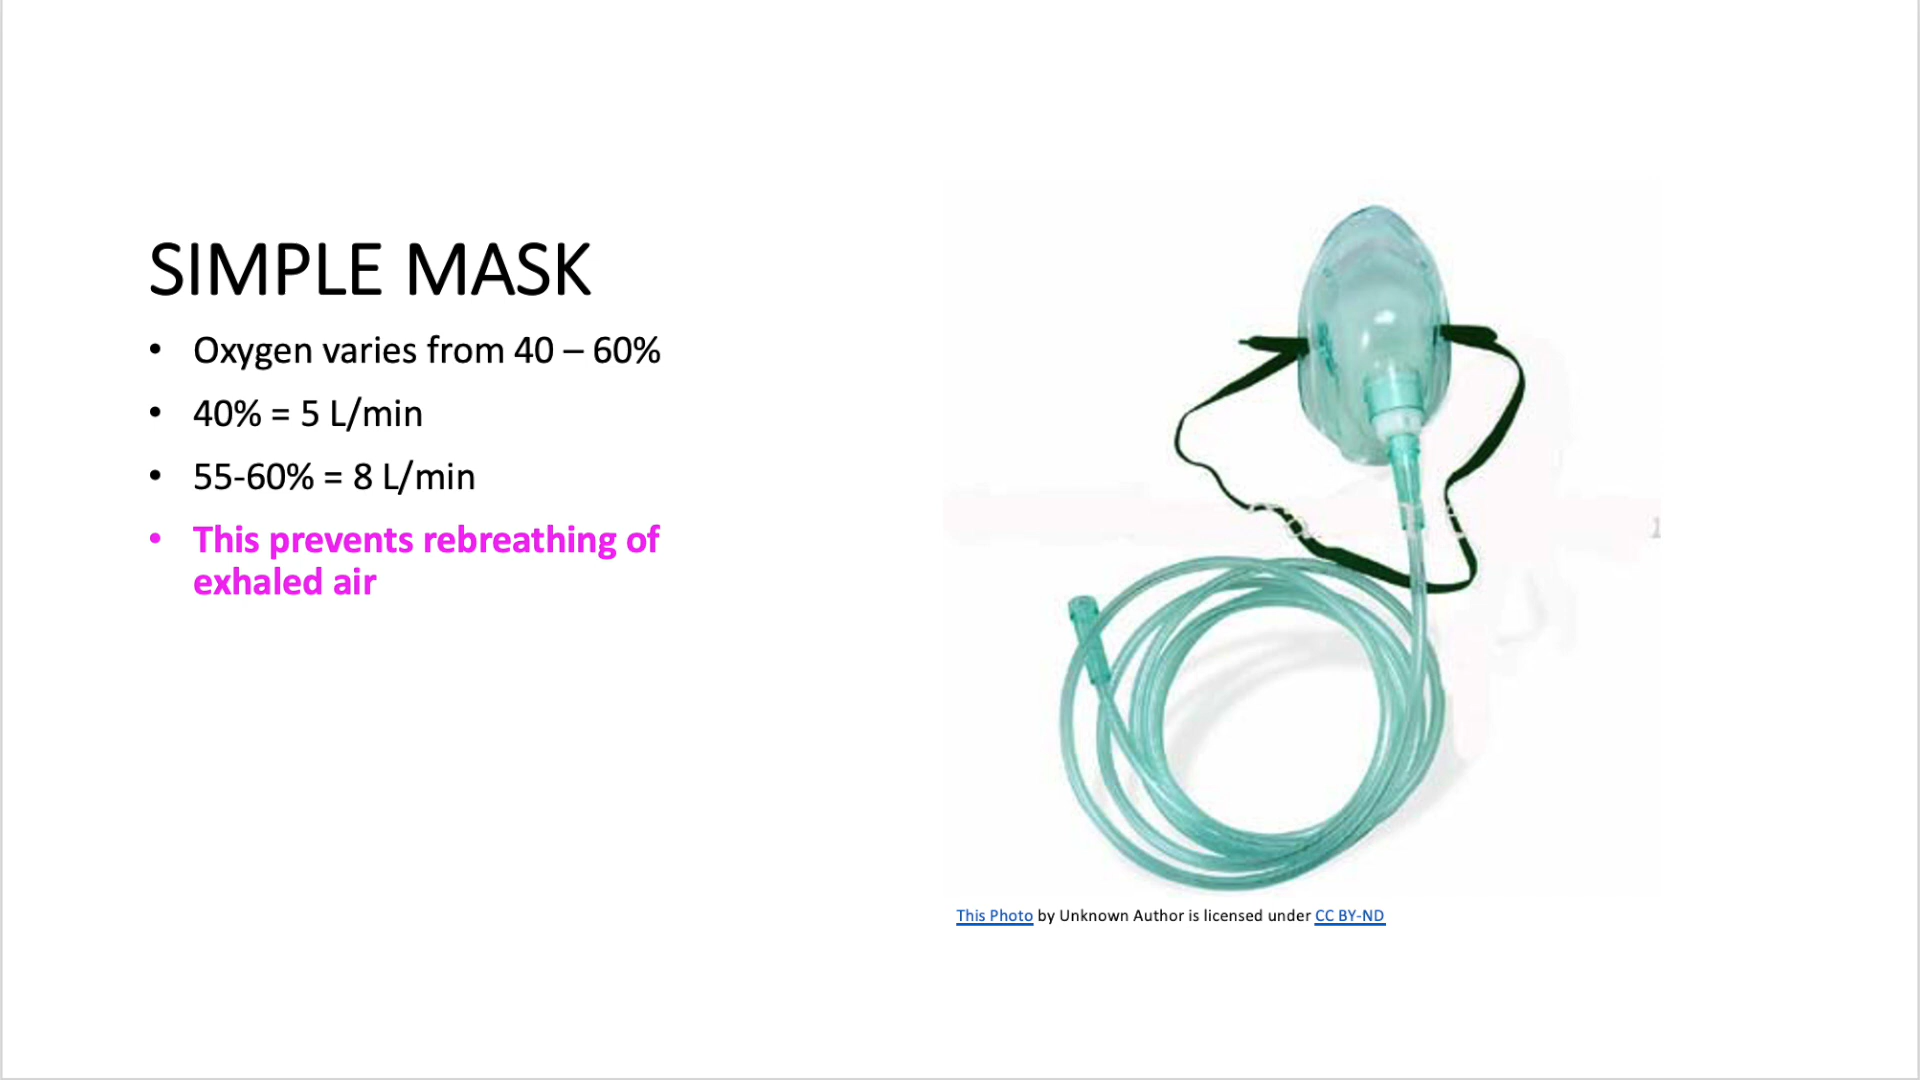 SIMPLE MASK
• Oxygen varies from 40 – 60%
• 40% = 5 L/min
• 55-60% = 8 L/min
• This prevents rebreathing of
exhaled air
This Photo by Unknown Author is licensed under CC BY-ND